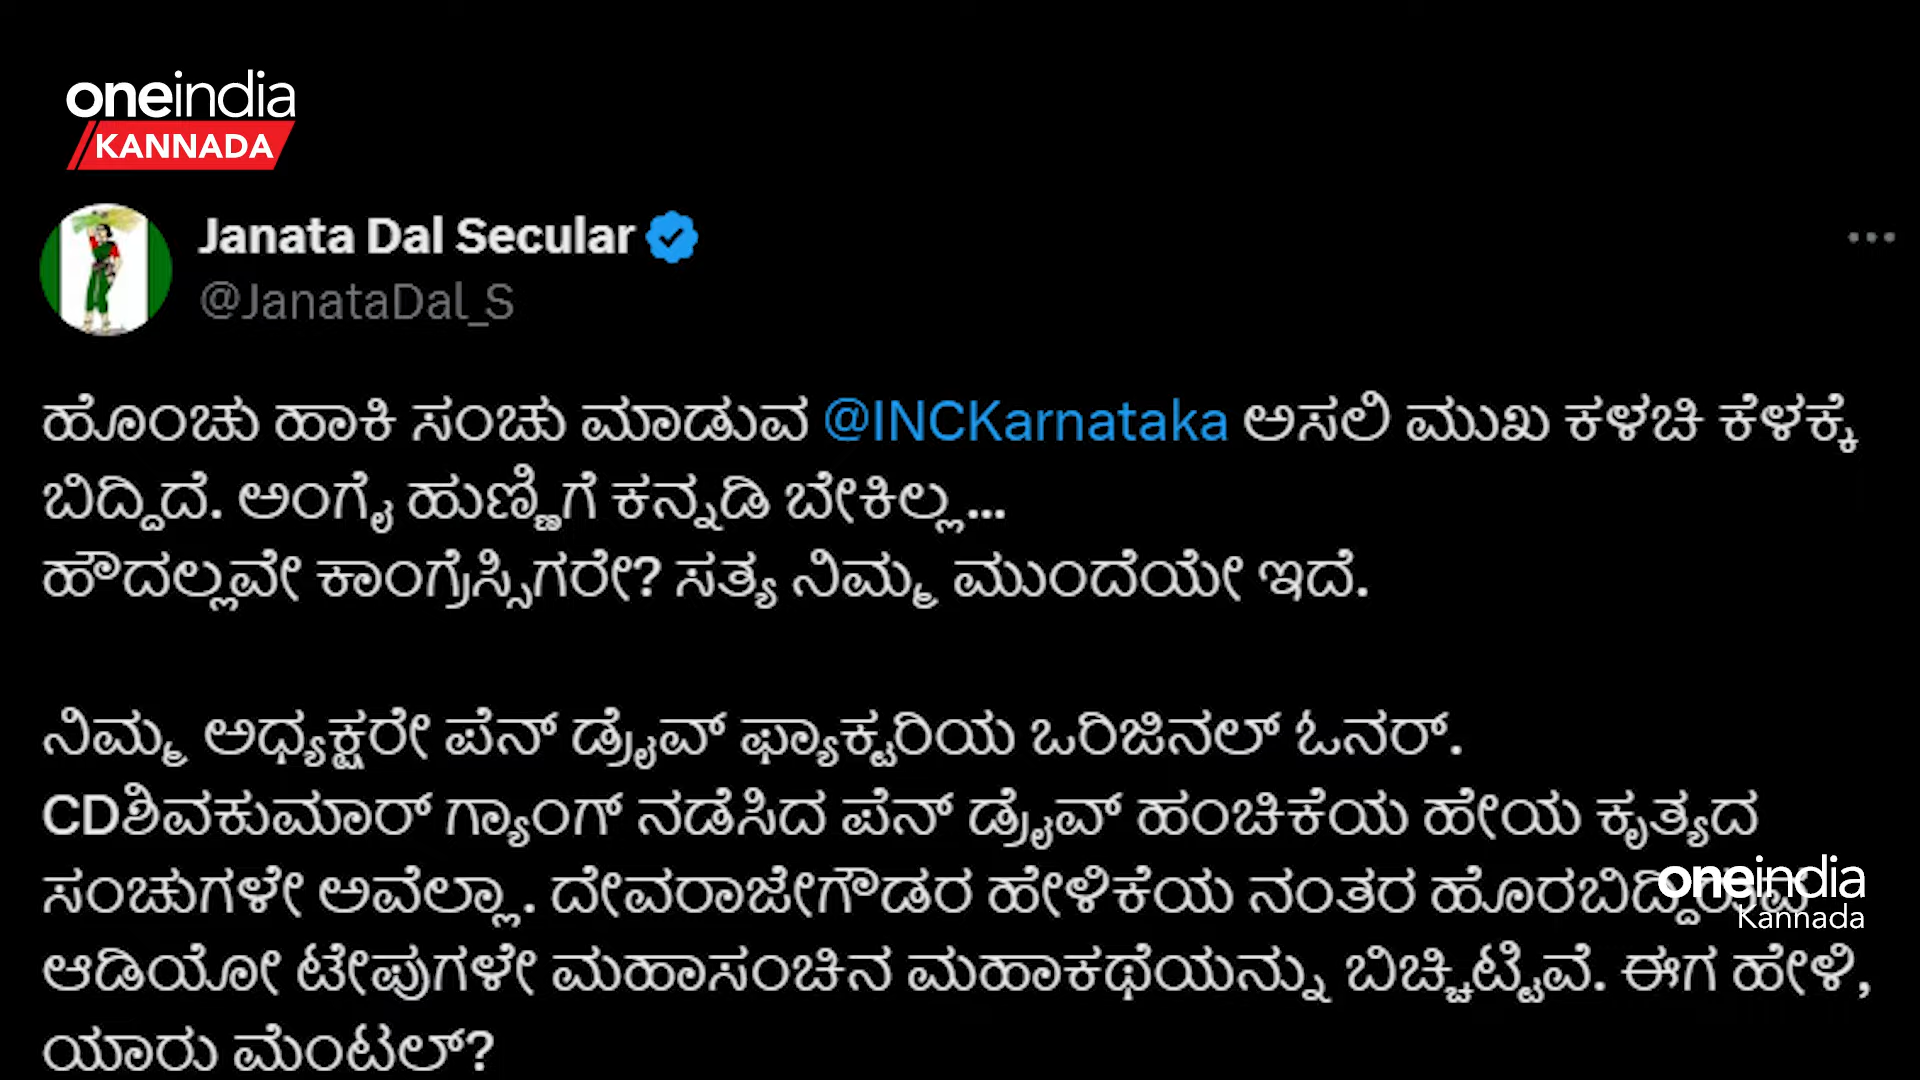 oneindia
KANNADA
Janata Dal Secular
@JanataDal_S
ಹೊಂಚು ಹಾಕಿ ಸಂಚು ಮಾಡುವ @INCKarnataka ಅಸಲಿ ಮುಖ ಕಳಚಿ ಕೆಳಕ್ಕೆ
ಬಿದ್ದಿದೆ. ಅಂಗೈ ಹುಣ್ಣಿಗೆ ಕನ್ನಡಿ ಬೇಕಿಲ್ಲ...
ಹೌದಲ್ಲವೇ ಕಾಂಗ್ರೆಸ್ಸಿಗರೇ? ಸತ್ಯ ನಿಮ್ಮ ಮುಂದೆಯೇ ಇದೆ.
ನಿಮ್ಮ ಅಧ್ಯಕ್ಷರೇ ಪೆನ್ ಡ್ರೈವ್ ಫ್ಯಾಕ್ಟರಿಯ ಒರಿಜಿನಲ್ ಓನರ್.
CDಶಿವಕುಮಾರ್ ಗ್ಯಾಂಗ್ ನಡೆಸಿದ ಪೆನ್ ಡ್ರೈವ್ ಹಂಚಿಕೆಯ ಹೇಯ ಕೃತ್ಯದ
ಸಂಚುಗಳೇ ಅವೆಲ್ಲಾ. ದೇವರಾಜೇಗೌಡರ ಹೇಳಿಕೆಯ ನಂತರ
oneindia
Kannada
ಆಡಿಯೋ ಟೇಪುಗಳೇ ಮಹಾಸಂಚಿನ ಮಹಾಕಥೆಯನ್ನು ಬಿಚ್ಚಿಟ್ಟಿವೆ. ಈಗ ಹೇಳಿ,
ಯಾರು ಮೆಂಟಲ್?